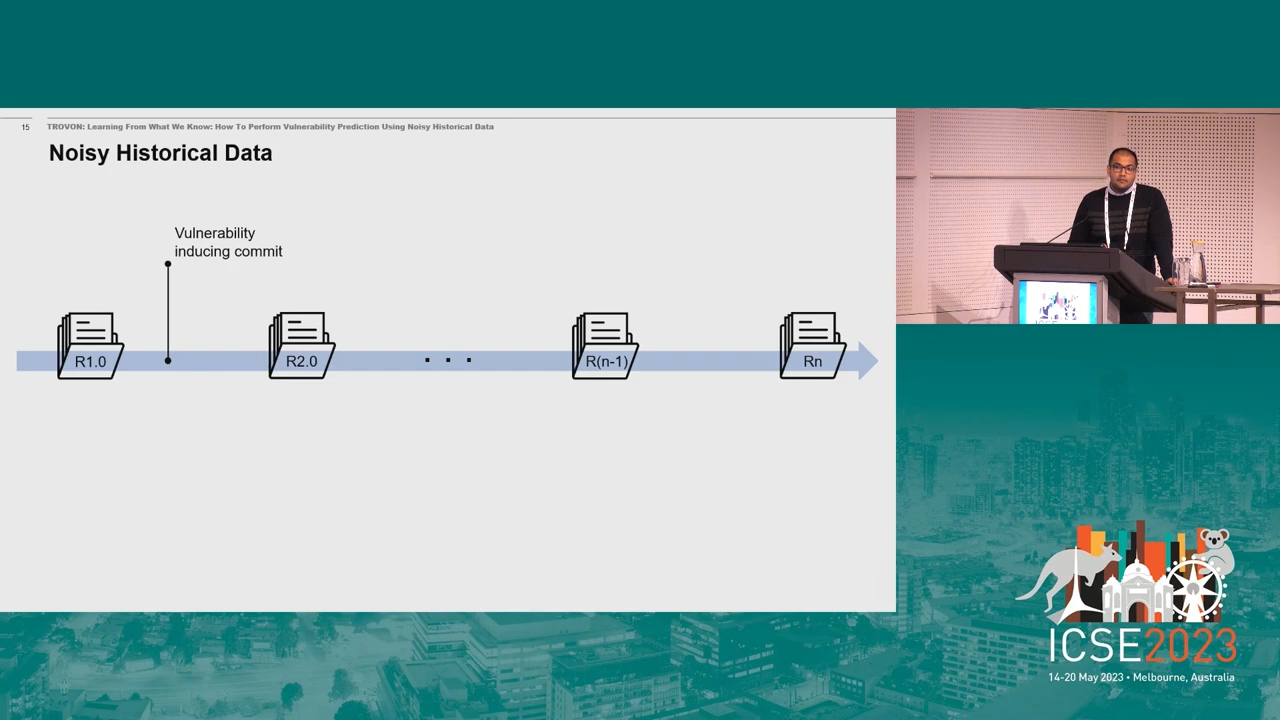 15
TROVON: Learning From What We Know: How To Perform Vulnerability Prediction Using Noisy Historical Data
Noisy Historical Data
Vulnerability
inducing commit
R1.0
R2.0
. . .
R(n-1)
Rn
ICSE
ICSE2023
14-20 May 2023 • Melbourne, Australia